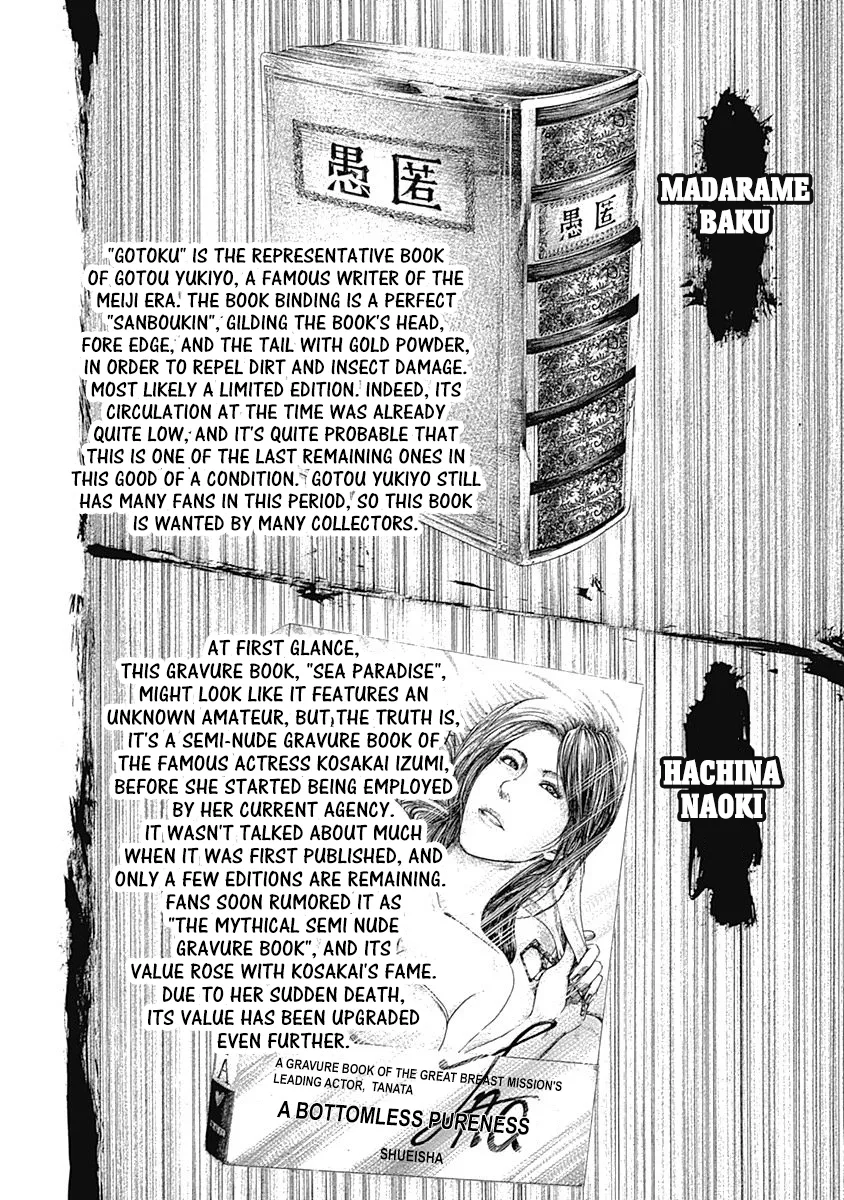 愚匿
愚匿
MADARAME
BAKU
"GOTOKU" IS THE REPRESENTATIVE BOOK
OF GOTOU YUKIYO, A FAMOUS WRITER OF THE
MEIJI ERA. THE BOOK BINDING IS A PERFECT
"SANBOUKIN", GILDING THE BOOK'S HEAD,
FORE EDGE, AND THE TAIL WITH GOLD POWDER,
IN ORDER TO REPEL DIRT AND INSECT DAMAGE.
MOST LIKELY A LIMITED EDITION. INDEED, ITS
CIRCULATION AT THE TIME WAS ALREADY
QUITE LOW, AND IT'S QUITE PROBABLE THAT
THIS IS ONE OF THE LAST REMAINING ONES IN
THIS GOOD OF A CONDITION. GOTOU YUKIYO STILL
HAS MANY FANS IN THIS PERIOD, SO THIS BOOK
IS WANTED BY MANY COLLECTORS.
AT FIRST GLANCE,
THIS GRAVURE BOOK, "SEA PARADISE",
MIGHT LOOK LIKE IT FEATURES AN
UNKNOWN AMATEUR, BUT THE TRUTH IS,
IT'S A SEMI-NUDE GRAVURE BOOK OF
THE FAMOUS ACTRESS KOSAKAI IZUMI,
BEFORE SHE STARTED BEING EMPLOYED
BY HER CURRENT AGENCY.
IT WASN'T TALKED ABOUT MUCH
WHEN IT WAS FIRST PUBLISHED, AND
ONLY A FEW EDITIONS ARE REMAINING.
FANS SOON RUMORED IT AS
"THE MYTHICAL SEMI NUDE
GRAVURE BOOK", AND ITS
VALUE ROSE WITH KOSAKAI'S FAME.
DUE TO HER SUDDEN DEATH,
ITS VALUE HAS BEEN UPGRADED
EVEN FURTHER.
HACHINA
NAOKI
A
A GRAVURE BOOK OF THE GREAT BREAST MISSION'S
LEADING ACTOR, TANATA
A BOTTOMLESS PURENESS
SHUEISHA